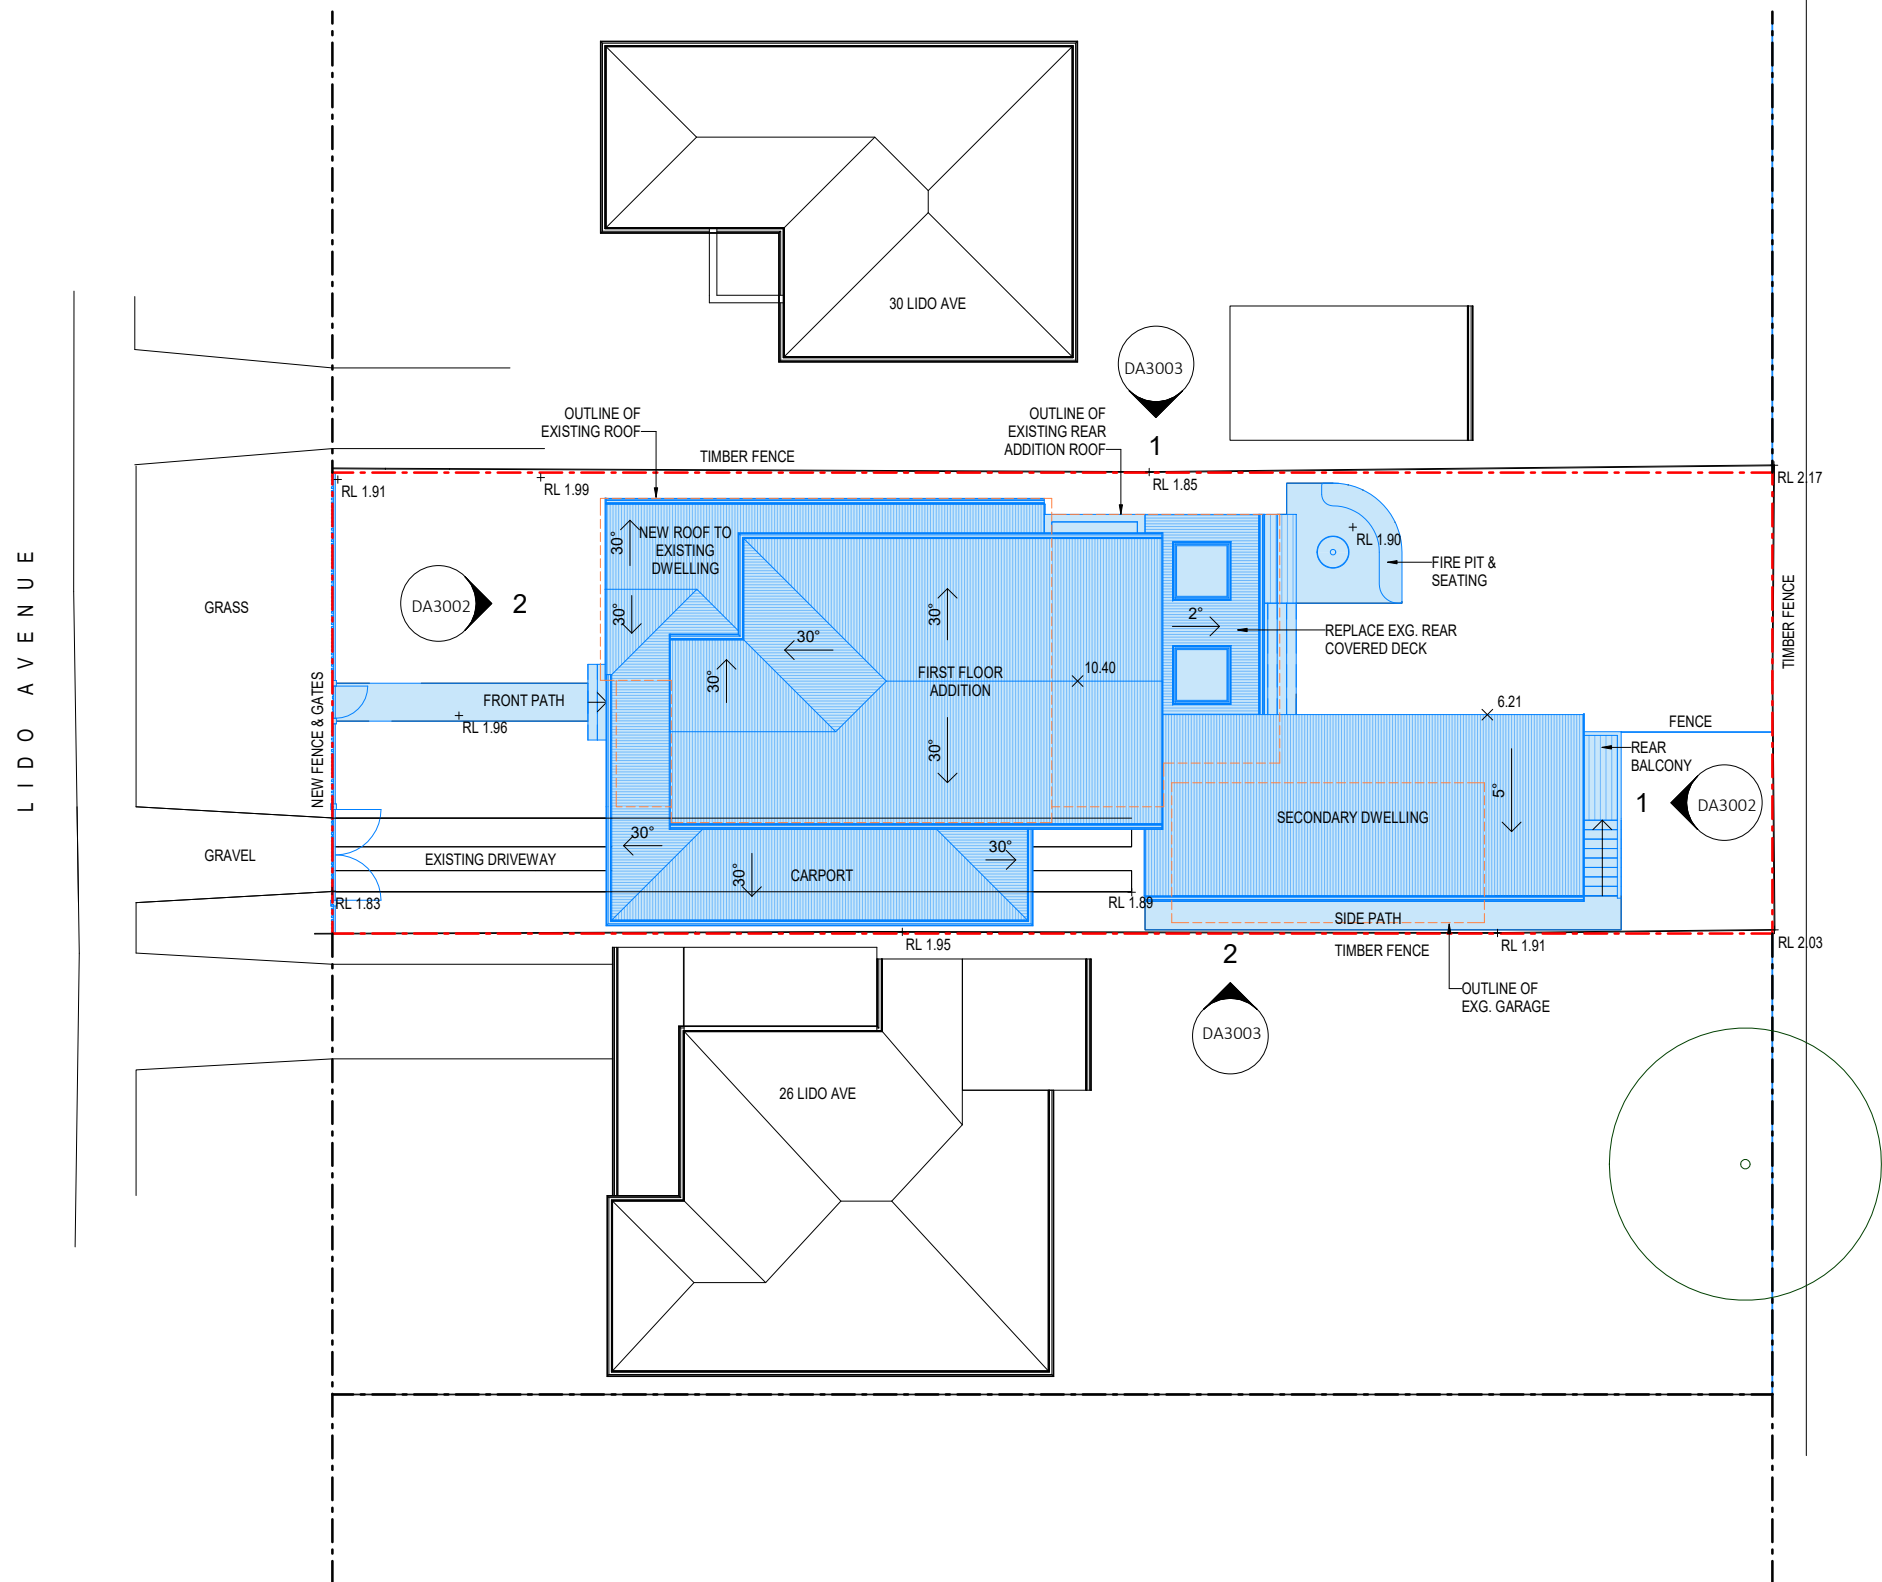 30 LIDO AVE
DA3003
1
OUTLINE OF
EXISTING ROOF
OUTLINE OF
EXISTING REAR
ADDITION ROOF
TIMBER FENCE
RL 1.91
RL 1.99
RL 1.85
RL 2.17
LIDO AVENUE
GRASS
DA3002
2
30°
NEW ROOF TO
EXISTING
DWELLING
30°
RL 1.90
FIRE PIT &
SEATING
TIMBER FENCE
30°
30°
2°
REPLACE EXG. REAR
COVERED DECK
NEW FENCE & GATES
FRONT PATH
RL 1.96
30°
FIRST FLOOR
ADDITION
10.40
30°
6.21
FENCE
REAR
BALCONY
5°
SECONDARY DWELLING
1
DA3002
GRAVEL
EXISTING DRIVEWAY
30°
30°
CARPORT
30°
RL 1.83
RL 1.89
SIDE PATH
RL 1.95
2
TIMBER FENCE
RL 1.91
RL 2.03
OUTLINE OF
EXG. GARAGE
DA3003
26 LIDO AVE